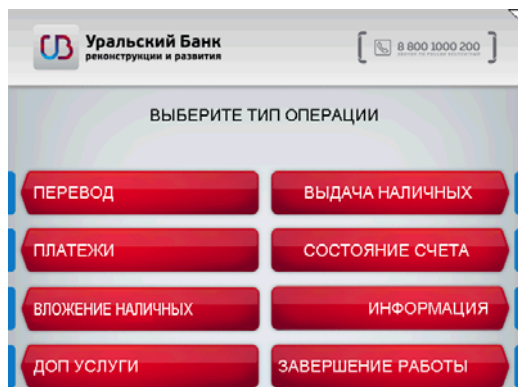 Уральский Банк
реконструкции и развития
8 800 1000 200
ВЫБЕРИТЕ ТИП ОПЕРАЦИИ
ПЕРЕВОД
ВЫДАЧА НАЛИЧНЫХ
ПЛАТЕЖИ
СОСТОЯНИЕ СЧЕТА
ВЛОЖЕНИЕ НАЛИЧНЫХ
ИНФОРМАЦИЯ
ДОП УСЛУГИ
ЗАВЕРШЕНИЕ РАБОТЫ